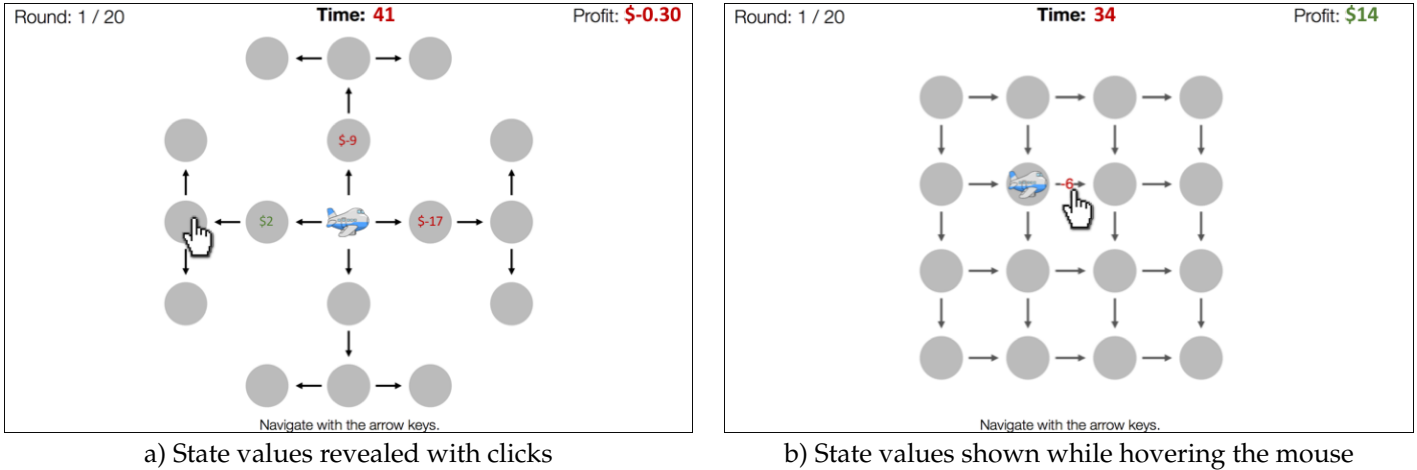 Round: 1 / 20 Time: 41 Profit: $-0.30
$-9
$2 $-17
Navigate with the arrow keys.
a) State values revealed with clicks
Round: 1 / 20 Time: 34 Profit: $14
-6
Navigate with the arrow keys.
b) State values shown while hovering the mouse